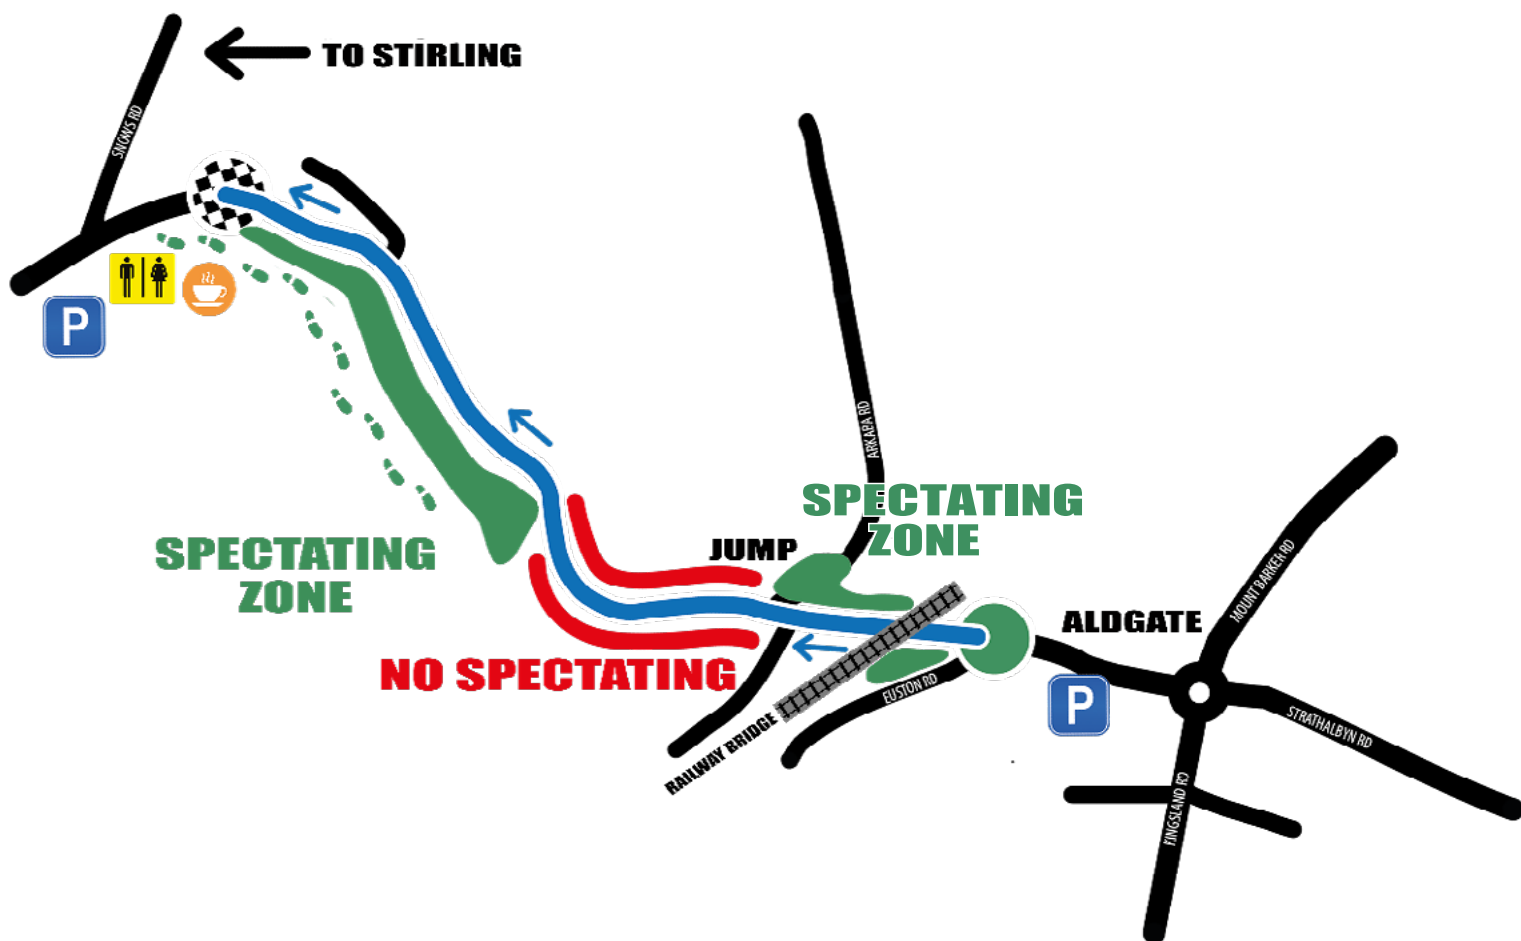 TO STIRLING
SNOWS RD
P
ARKABA RD
SPECTATING
ZONE
JUMP
SPECTATING
ZONE
MOUNT BARKER RD
ALDGATE
NO SPECTATING
EUSTON RD
P
RAILWAY BRIDGE
STRATHALBYN RD
KINGSLAND RD